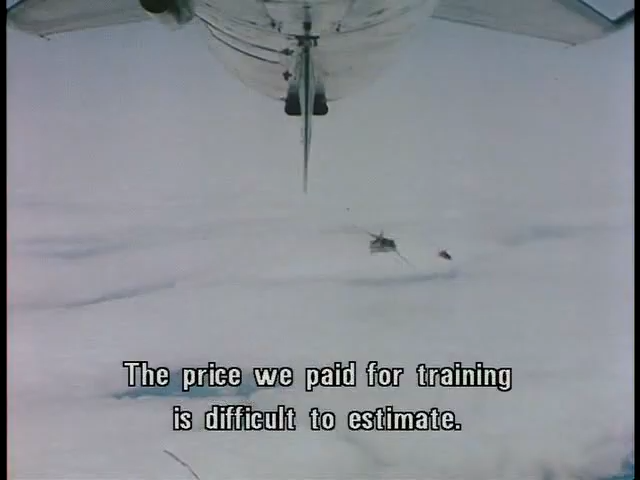 The price we paid for training
is difficult to estimate.